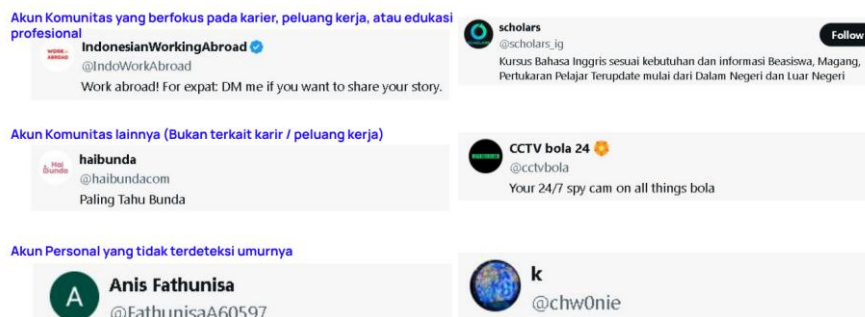 Akun Komunitas yang berfokus pada karier, peluang kerja, atau edukasi
profesional
WORK
ABROAD
IndonesianWorkingAbroad
@IndoWorkAbroad
Work abroad! For expat: DM me if you want to share your story.
scholars
@scholars_ig
Follow
Kursus Bahasa Inggris sesuai kebutuhan dan informasi Beasiswa, Magang,
Pertukaran Pelajar Terupdate mulai dari Dalam Negeri dan Luar Negeri
Akun Komunitas lainnya (Bukan terkait karir / peluang kerja)
Hai
Bunda
haibunda
@haibundacom
Paling Tahu Bunda
CCTV bola 24
@cctvbola
Your 24/7 spy cam on all things bola
Akun Personal yang tidak terdeteksi umurnya
A
Anis Fathunisa
@FathunisaA60597
k
@chw0nie